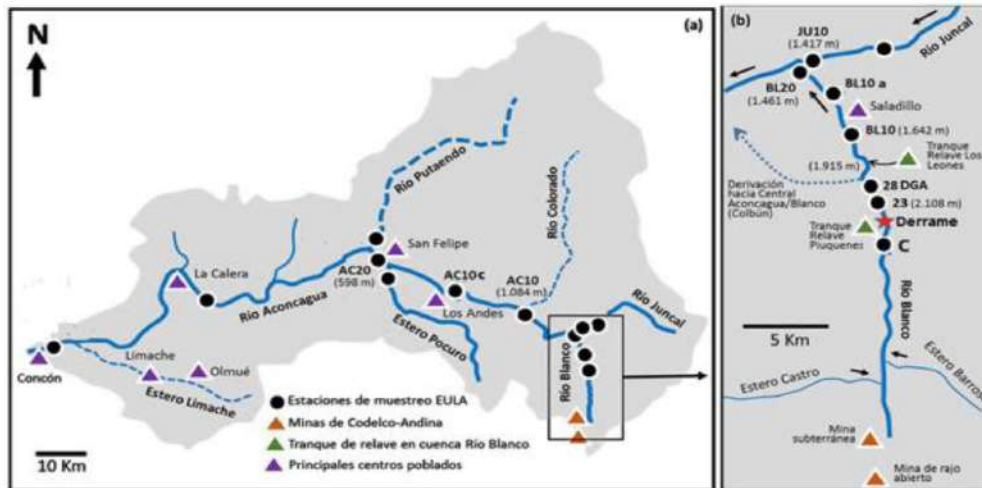 (a)
N
Río Putaendo
Río Colorado
San Felipe
La Calera
AC20
(598 m)
AC10c
AC10
(1.084 m)
Río Aconcagua
Los Andes
Río Juncal
Estero Pocuro
Limache
Olmué
Concón
Estero Limache
Río Blanco
Estaciones de muestreo EULA
Minas de Codelco-Andina
Tranque de relave en cuenca Río Blanco
Principales centros poblados
10 Km
(b)
JU10
(1.417 m)
Río Juncal
BL20
(1.461 m)
BL10 a
Saladillo
BL10 (1.642 m)
(1.915 m)
Tranque
Relave Los
Leones
Derivación
hacia Central
Aconcagua/Blanco
(Colbún)
28 DGA
23 (2.108 m)
Derrame
Tranque
Relave
Piuquenes
C
Río Blanco
5 Km
Estero Castro
Estero Barros
Mina
subterránea
Mina de rajo
abierto